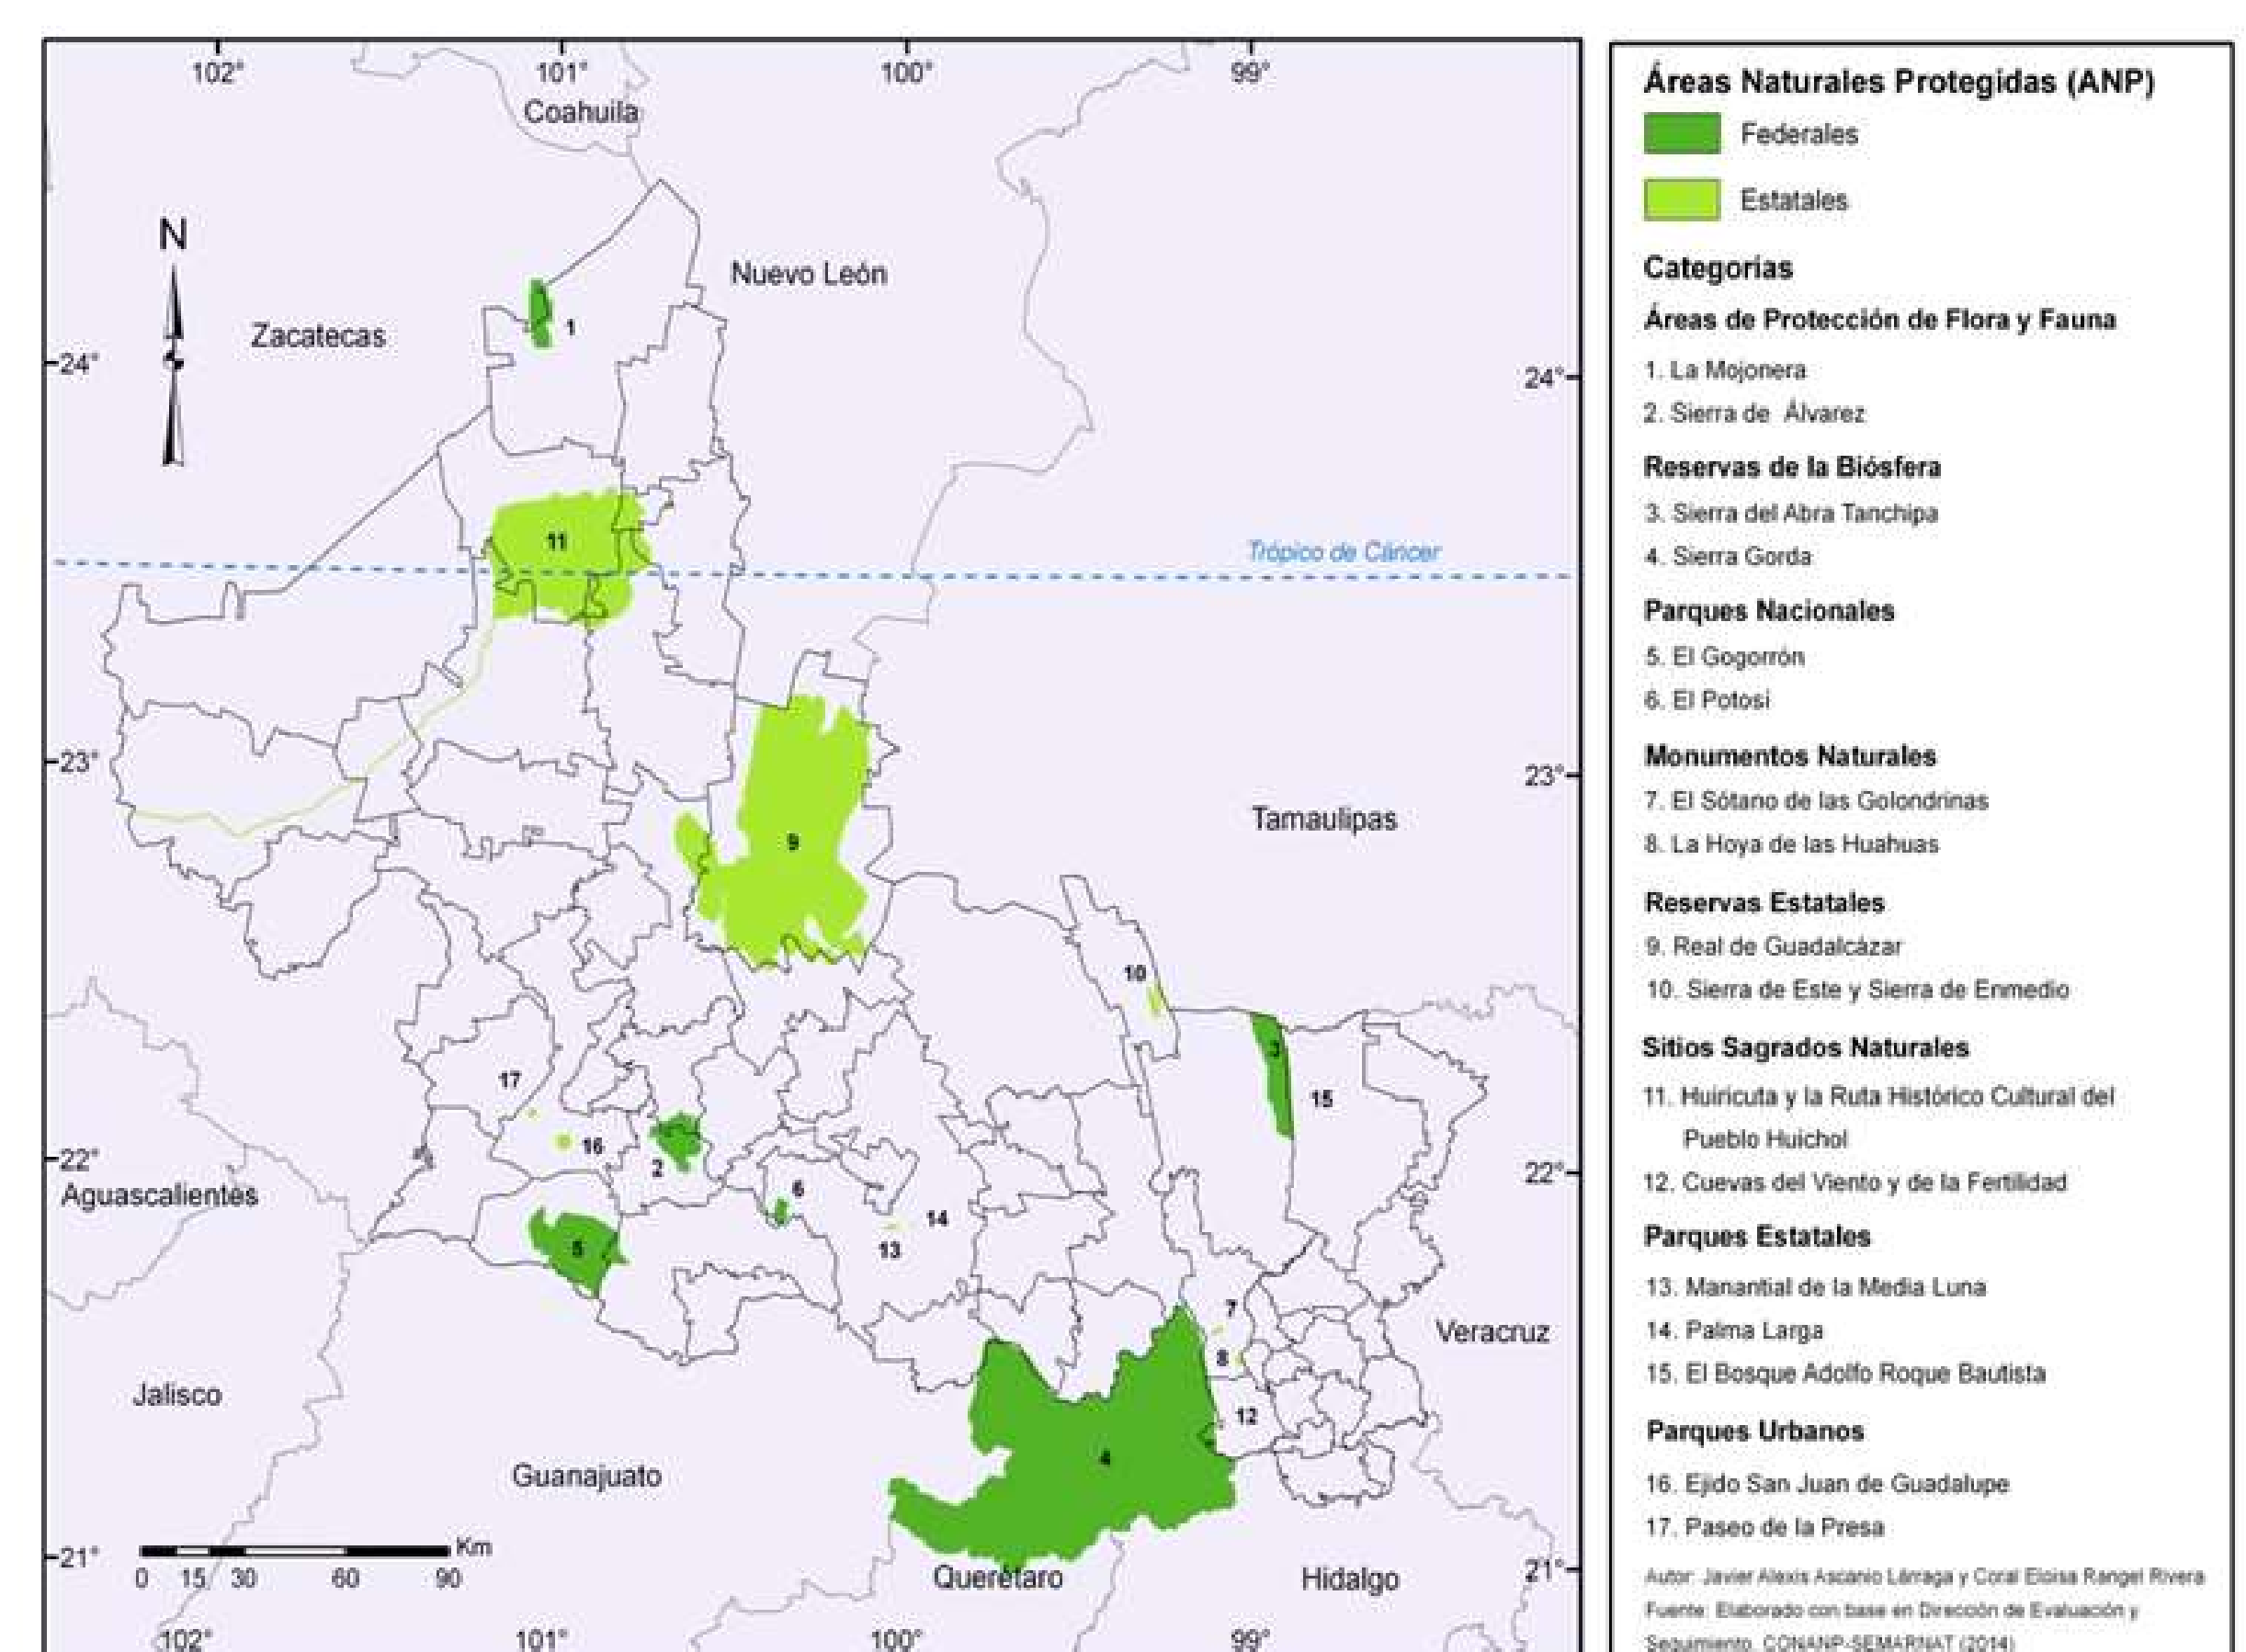 102°
101°
100°
99°
Coahuila
N
Nuevo León
Zacatecas
24°
24°
1
11
Trópico de Cáncer
23°
23°
Tamaulipas
9
10
3
17
15
16
2
22°
22°
Aguascalientes
6
14
5
13
7
Veracruz
8
Jalisco
12
4
Guanajuato
Km
0 15 30 60 90
21°
21°
Querétaro
Hidalgo
102°
101°
100°
99°
Áreas Naturales Protegidas (ANP)
Federales
Estatales
Categorías
Áreas de Protección de Flora y Fauna
1. La Mojonera
2. Sierra de Álvarez
Reservas de la Biósfera
3. Sierra del Abra Tanchipa
4. Sierra Gorda
Parques Nacionales
5. El Gogorrón
6. El Potosi
Monumentos Naturales
7. El Sótano de las Golondrinas
8. La Hoya de las Huahuas
Reservas Estatales
9. Real de Guadalcázar
10. Sierra de Este y Sierra de Enmedio
Sitios Sagrados Naturales
11. Huiricuta y la Ruta Histórico Cultural del
Pueblo Huichol
12. Cuevas del Viento y de la Fertilidad
Parques Estatales
13. Manantial de la Media Luna
14. Palma Larga
15. El Bosque Adolfo Roque Bautista
Parques Urbanos
16. Ejido San Juan de Guadalupe
17. Paseo de la Presa
Autor: Javier Alexis Ascanio Lárraga y Coral Eloisa Rangel Rivera
Fuente: Elaborado con base en Dirección de Evaluación y
Seguimiento, CONANP-SEMARNAT (2014)